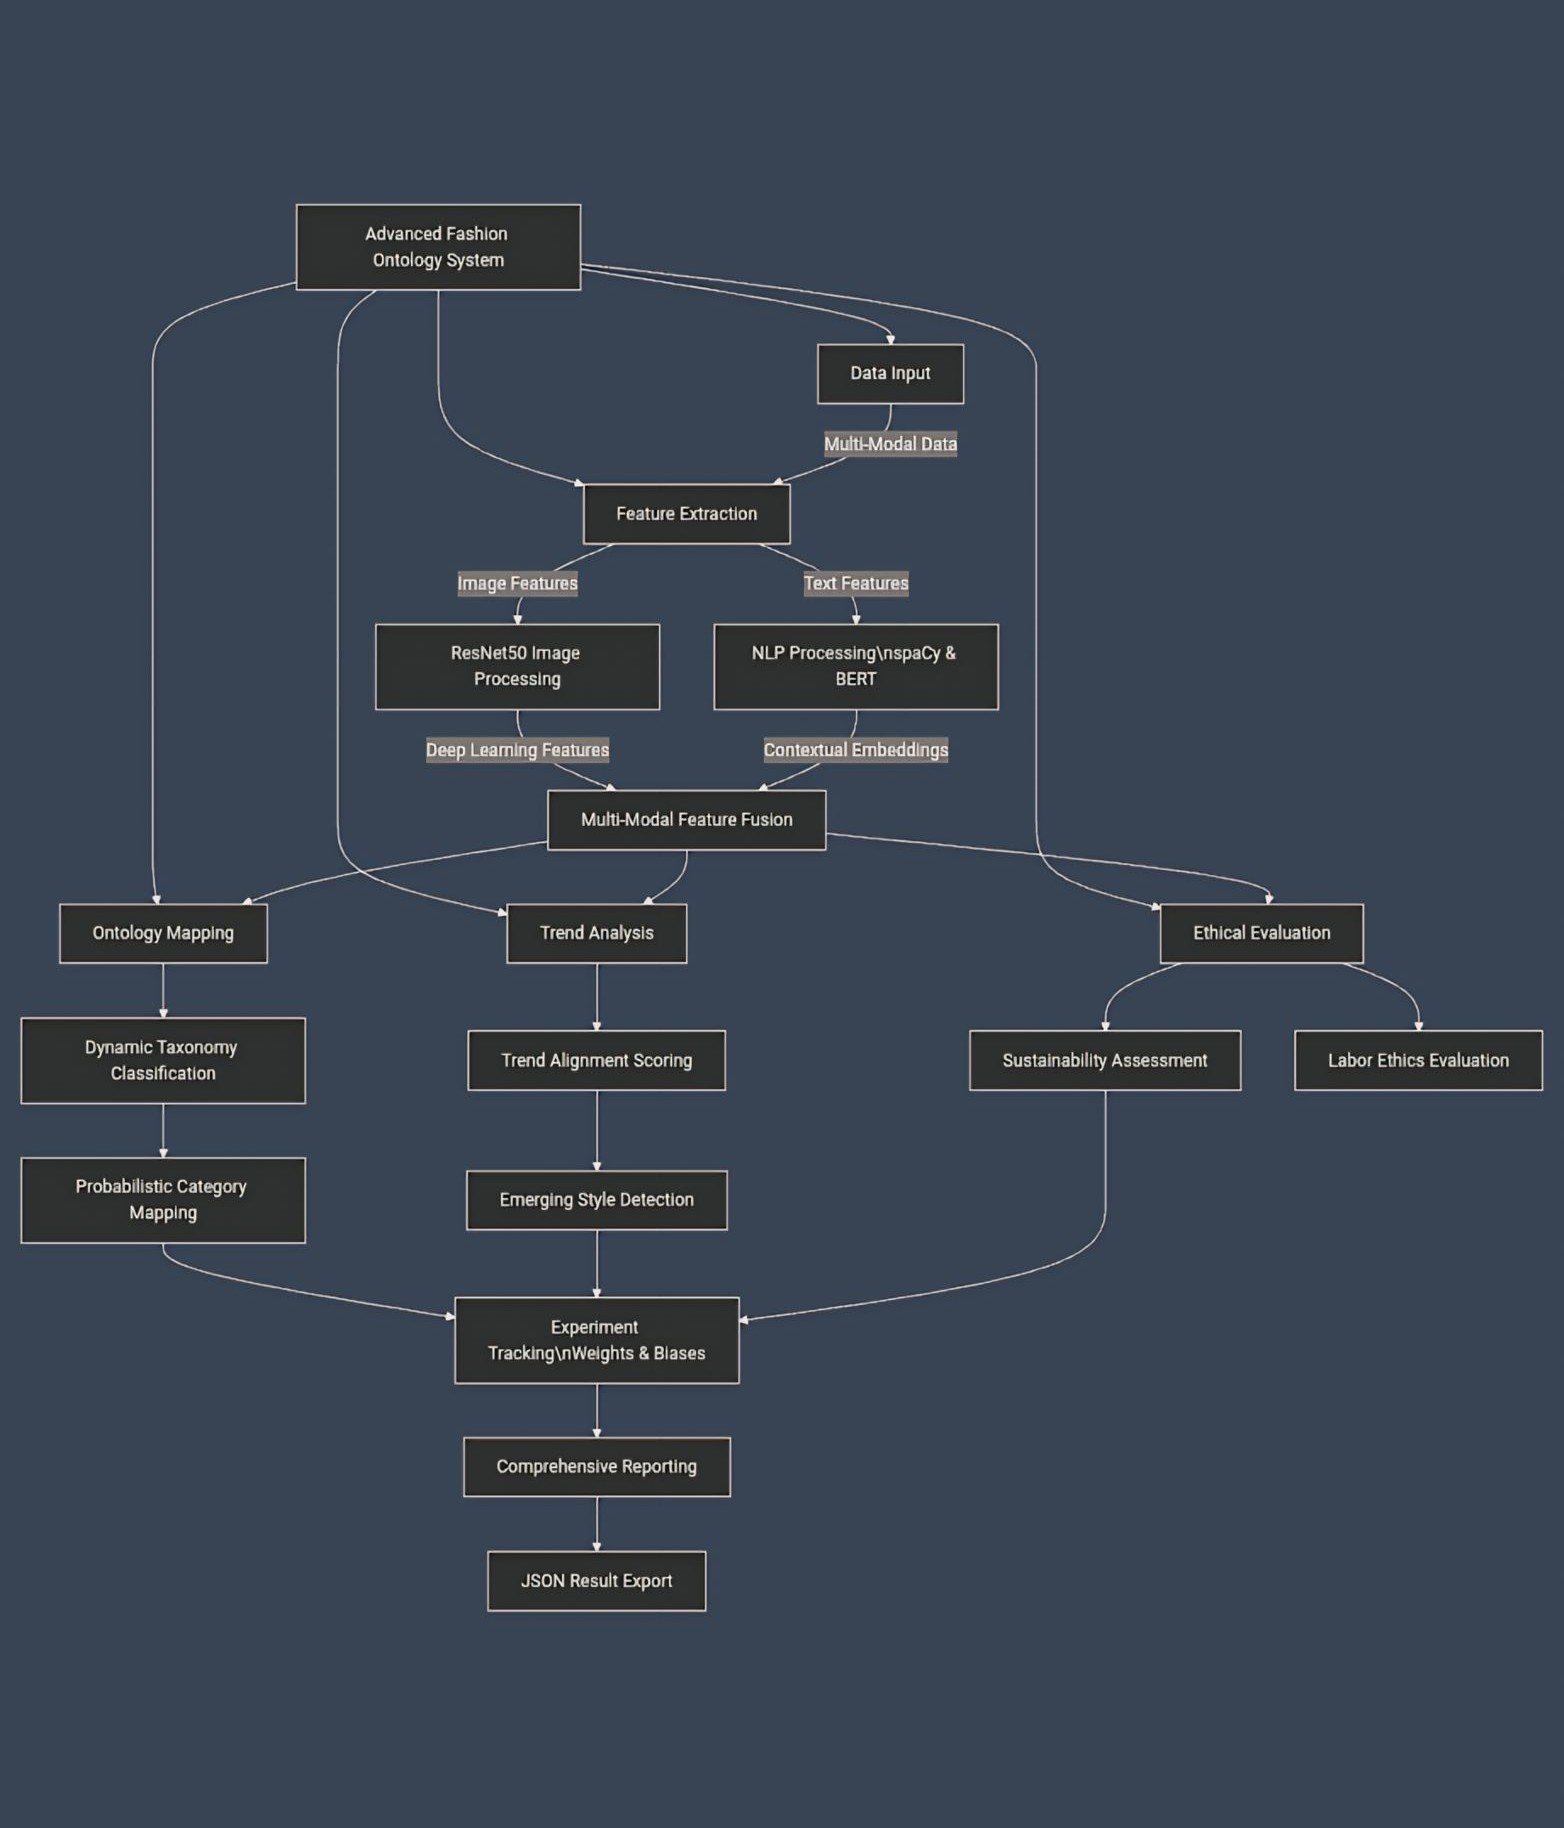 Advanced Fashion
Ontology System
Data Input
Multi-Modal Data
Feature Extraction
Image Features
Text Features
ResNet50 Image
Processing
NLP Processing\nspaCy &
BERT
Deep Learning Features
Contextual Embeddings
Multi-Modal Feature Fusion
Ontology Mapping
Trend Analysis
Ethical Evaluation
Dynamic Taxonomy
Classification
Trend Alignment Scoring
Sustainability Assessment
Labor Ethics Evaluation
Probabilistic Category
Mapping
Emerging Style Detection
Experiment
Tracking\nWeights & Biases
Comprehensive Reporting
JSON Result Export